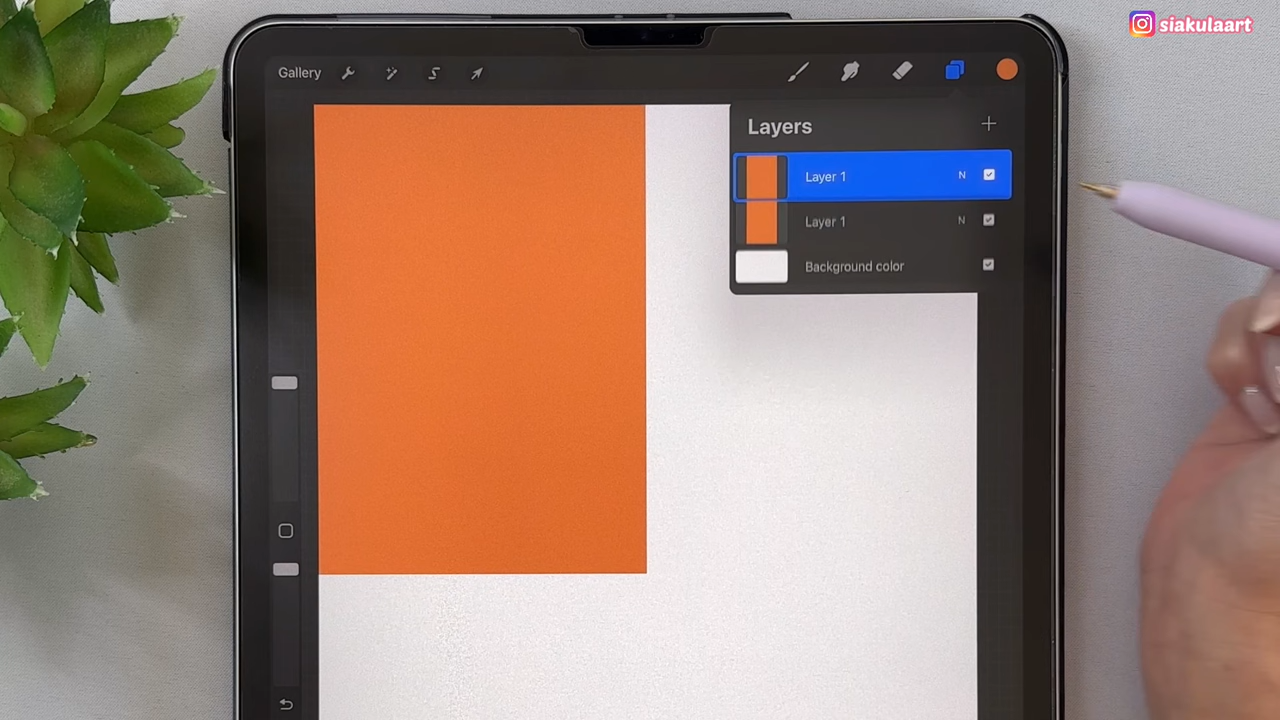 siakulaart
Gallery
Layers
Layer 1 N
Layer 1 N
Background color